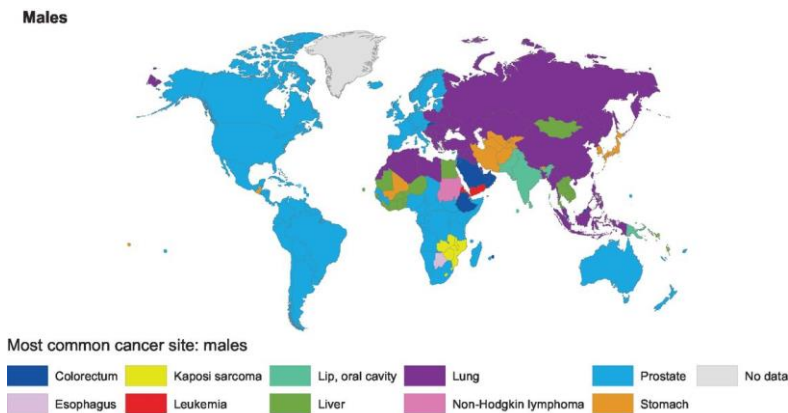 Males
Most common cancer site: males
Colorectum Kaposi sarcoma Lip, oral cavity Lung Prostate No data
Esophagus Leukemia Liver Non-Hodgkin lymphoma Stomach